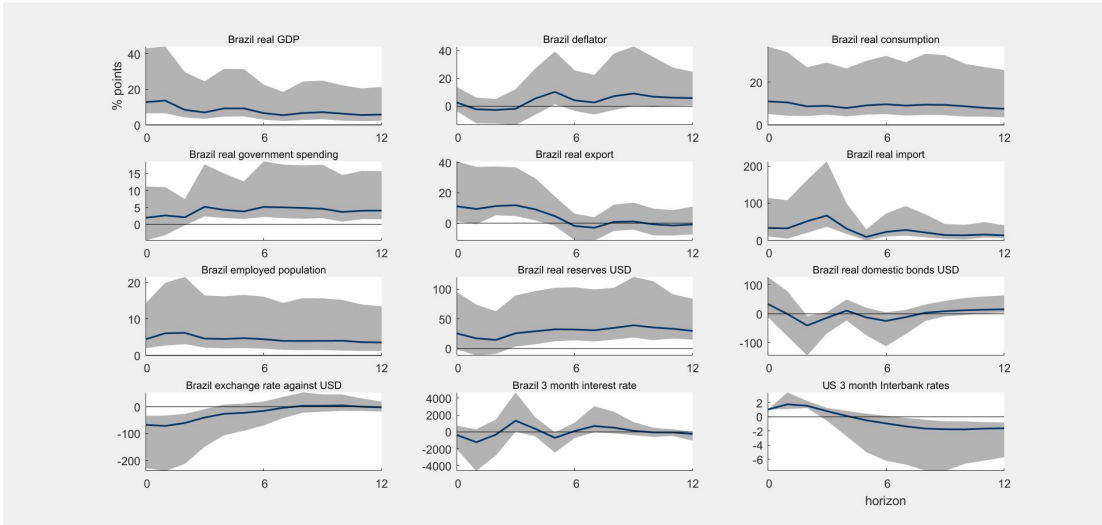 Brazil real GDP
40
20
0
% points
0 6 12
Brazil deflator
40
20
0
0 6 12
Brazil real consumption
20
0
0 6 12
Brazil real government spending
15
10
5
0
0 6 12
Brazil real export
40
20
0
0 6 12
Brazil real import
200
100
0
0 6 12
Brazil employed population
20
10
0
0 6 12
Brazil real reserves USD
100
50
0
0 6 12
Brazil real domestic bonds USD
100
0
-100
0 6 12
Brazil exchange rate against USD
0
-100
-200
0 6 12
Brazil 3 month interest rate
4000
2000
0
-2000
-4000
0 6 12
US 3 month Interbank rates
2
0
-2
-4
-6
0 6 12
horizon